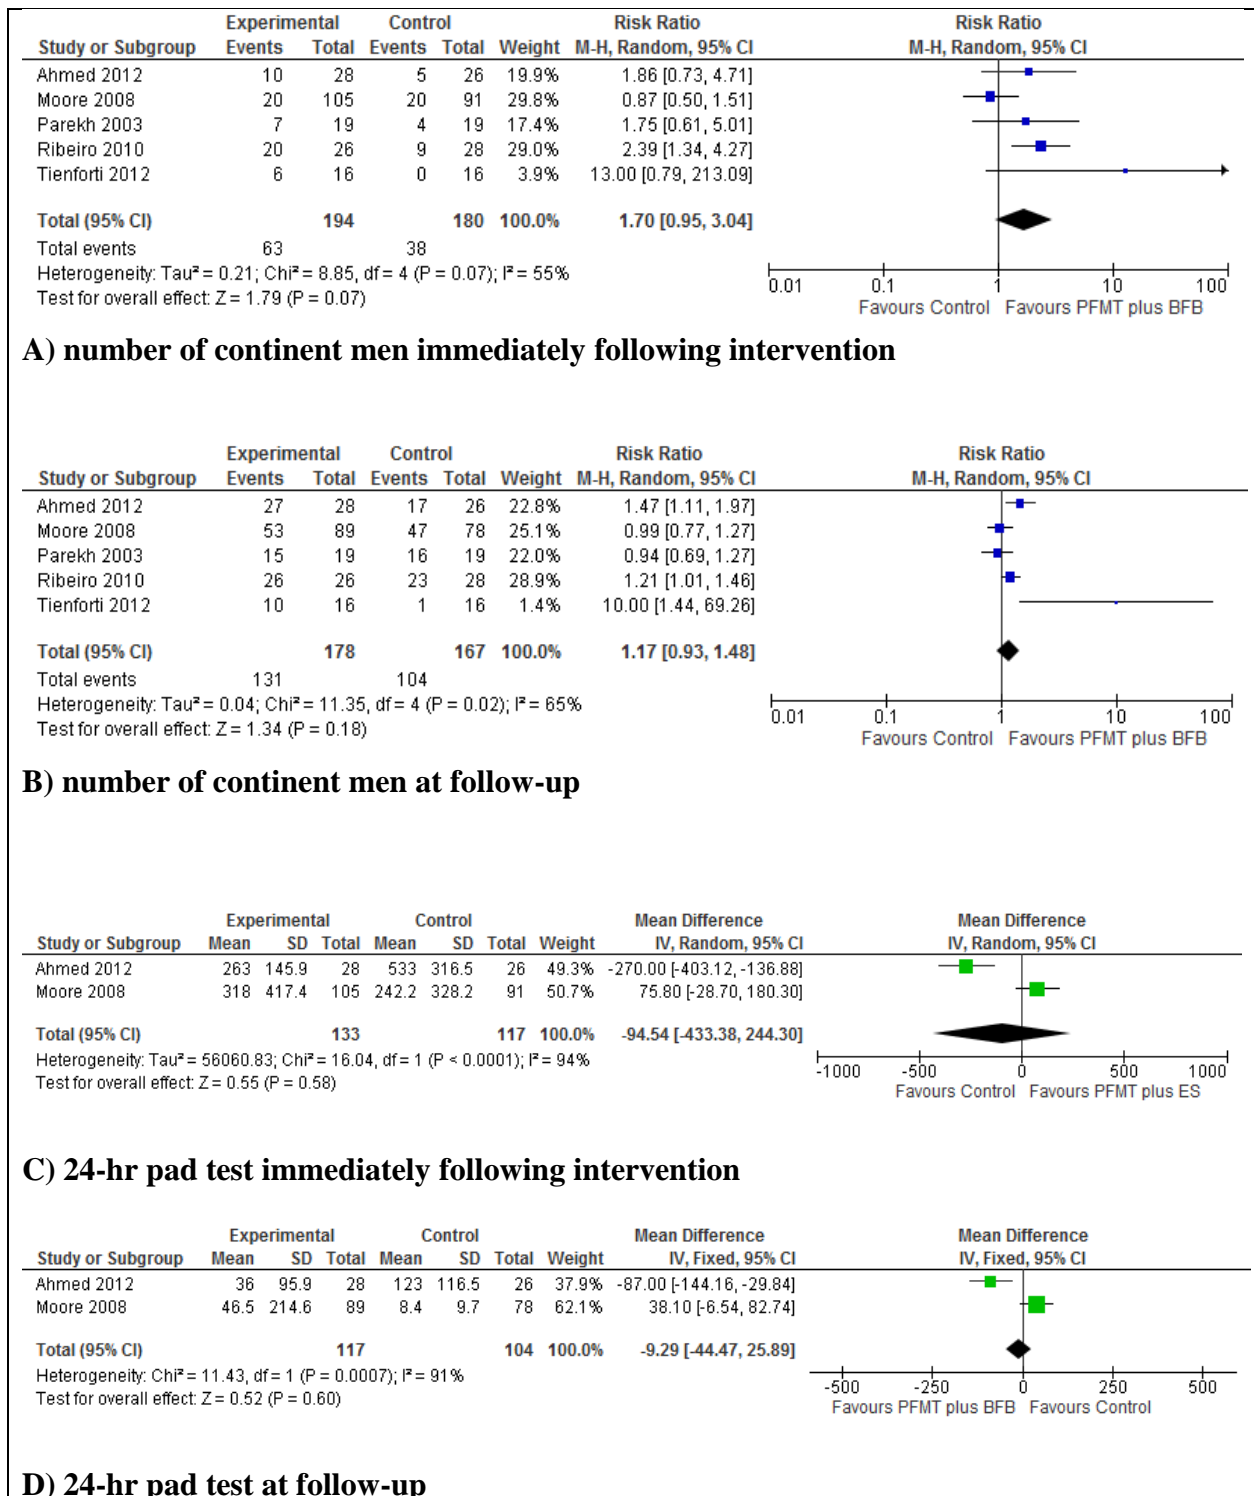 Experimental Control Risk Ratio Risk Ratio
Study or Subgroup Events Total Events Total Weight M-H, Random, 95% CI M-H, Random, 95% CI
Ahmed 2012 10 28 5 26 19.9% 1.86 [0.73, 4.71]
Moore 2008 20 105 20 91 29.8% 0.87 [0.50, 1.51]
Parekh 2003 7 19 4 19 17.4% 1.75 [0.61, 5.01]
Ribeiro 2010 20 26 9 28 29.0% 2.39 [1.34, 4.27]
Tienforti 2012 6 16 0 16 3.9% 13.00 [0.79, 213.09]
Total (95% CI) 194 180 100.0% 1.70 [0.95, 3.04]
Total events 63 38
Heterogeneity: Tau² = 0.21; Chi² = 8.85, df = 4 (P = 0.07); I² = 55%
Test for overall effect: Z = 1.79 (P = 0.07)
0.01 0.1 1 10 100
Favours Control Favours PFMT plus BFB
A) number of continent men immediately following intervention
Experimental Control Risk Ratio Risk Ratio
Study or Subgroup Events Total Events Total Weight M-H, Random, 95% CI M-H, Random, 95% CI
Ahmed 2012 27 28 17 26 22.8% 1.47 [1.11, 1.97]
Moore 2008 53 89 47 78 25.1% 0.99 [0.77, 1.27]
Parekh 2003 15 19 16 19 22.0% 0.94 [0.69, 1.27]
Ribeiro 2010 26 26 23 28 28.9% 1.21 [1.01, 1.46]
Tienforti 2012 10 16 1 16 1.4% 10.00 [1.44, 69.26]
Total (95% CI) 178 167 100.0% 1.17 [0.93, 1.48]
Total events 131 104
Heterogeneity: Tau² = 0.04; Chi² = 11.35, df = 4 (P = 0.02); I² = 65%
Test for overall effect: Z = 1.34 (P = 0.18)
0.01 0.1 1 10 100
Favours Control Favours PFMT plus BFB
B) number of continent men at follow-up
Experimental Control Mean Difference Mean Difference
Study or Subgroup Mean SD Total Mean SD Total Weight IV, Random, 95% CI IV, Random, 95% CI
Ahmed 2012 263 145.9 28 533 316.5 26 49.3% -270.00 [-403.12, -136.88]
Moore 2008 318 417.4 105 242.2 328.2 91 50.7% 75.80 [-28.70, 180.30]
Total (95% CI) 133 117 100.0% -94.54 [-433.38, 244.30]
Heterogeneity: Tau² = 56060.83; Chi² = 16.04, df = 1 (P < 0.0001); I² = 94%
Test for overall effect: Z = 0.55 (P = 0.58)
-1000 -500 0 500 1000
Favours Control Favours PFMT plus ES
C) 24-hr pad test immediately following intervention
Experimental Control Mean Difference Mean Difference
Study or Subgroup Mean SD Total Mean SD Total Weight IV, Fixed, 95% CI IV, Fixed, 95% CI
Ahmed 2012 36 95.9 28 123 116.5 26 37.9% -87.00 [-144.16, -29.84]
Moore 2008 46.5 214.6 89 8.4 9.7 78 62.1% 38.10 [-6.54, 82.74]
Total (95% CI) 117 104 100.0% -9.29 [-44.47, 25.89]
Heterogeneity: Chi² = 11.43, df = 1 (P = 0.0007); I² = 91%
Test for overall effect: Z = 0.52 (P = 0.60)
-500 -250 0 250 500
Favours PFMT plus BFB Favours Control
D) 24-hr pad test at follow-up